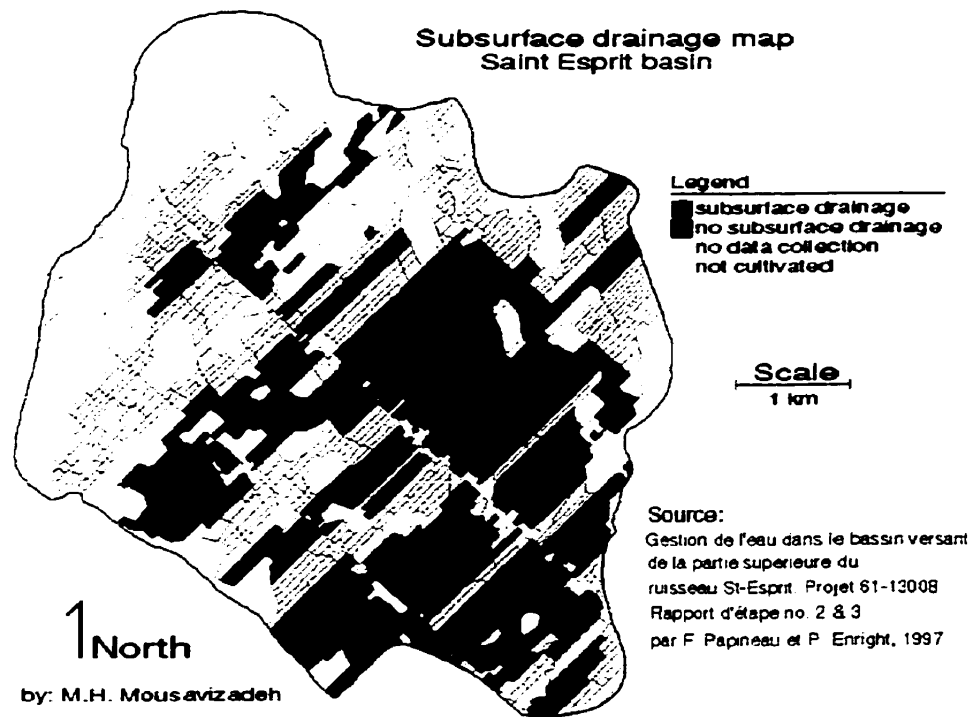 Subsurface drainage map
Saint Esprit basin
Legend
subsurface drainage
no subsurface drainage
no data collection
not cultivated
Scale
1 km
Source:
Gestion de l'eau dans le bassin versant
de la partie superieure du
ruisseau St-Esprit. Projet 61-13008
Rapport d'étape no. 2 & 3
par F. Papineau et P. Enright, 1997
North
by: M.H. Mousavizadeh